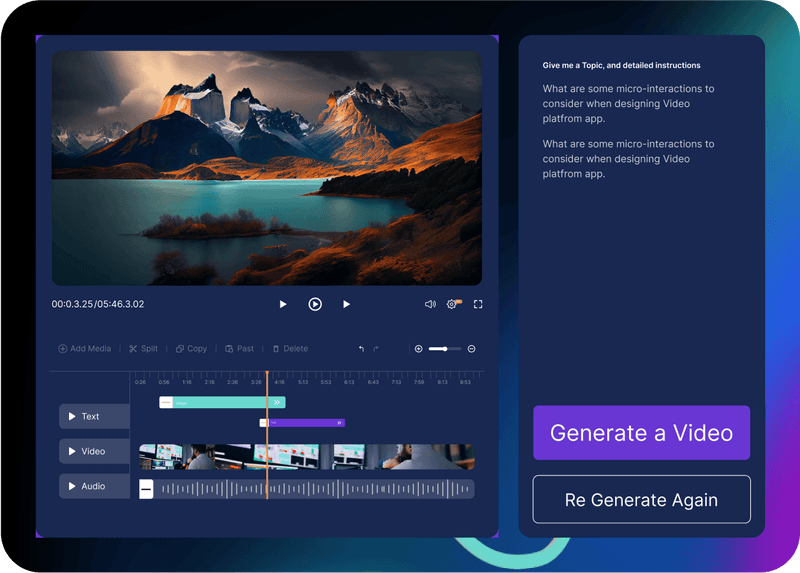 Give me a Topic, and detailed instructions
What are some micro-interactions to
consider when designing Video
platfrom app.
What are some micro-interactions to
consider when designing Video
platfrom app.
00:0.3.25/05:46.3.02
Add Media
Split
Copy
Past
Delete
0:26 0:56 1:16 2:16 2:36 3:26 4:16 5:13 5:53 6:13 6:43 7:13 7:59 8:13 8:53
Text
Video
Audio
Generate a Video
Re Generate Again